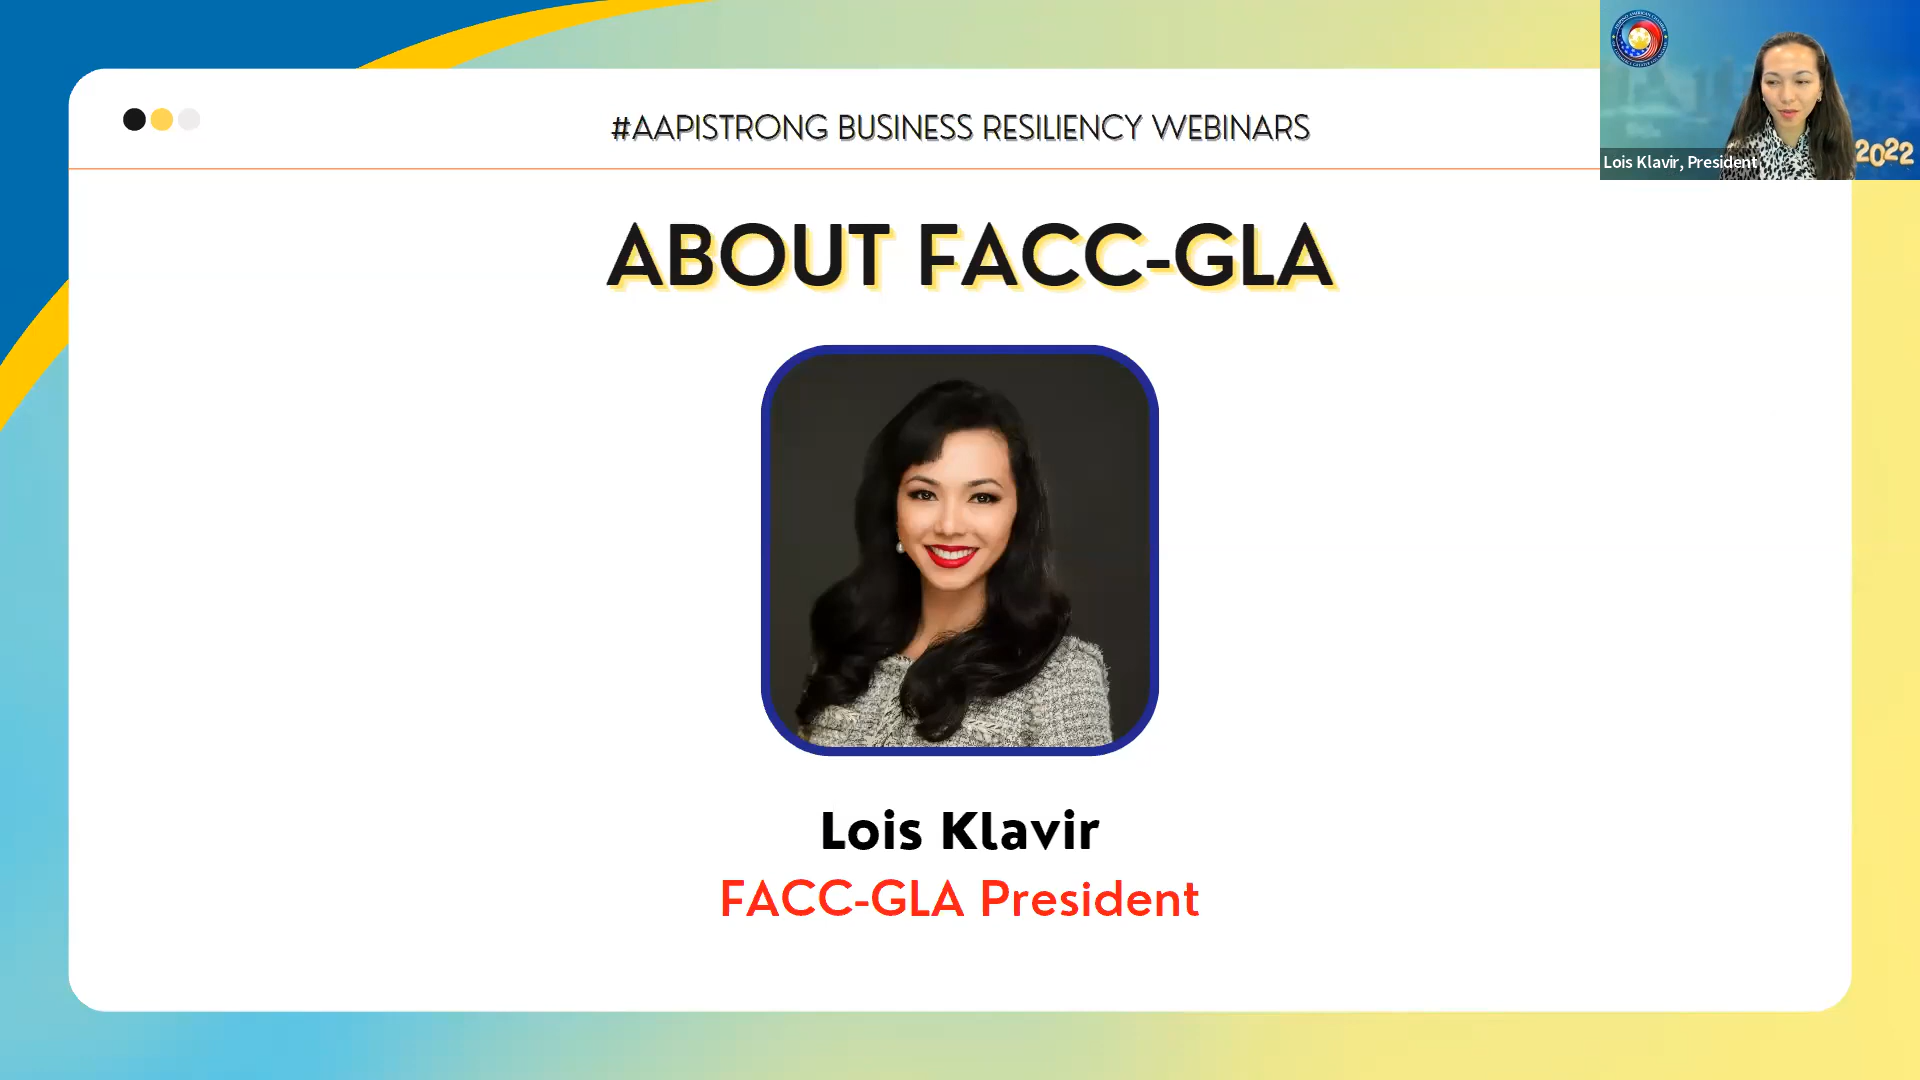 #AAPISTRONG BUSINESS RESILIENCY WEBINARS
2022
Lois Klavir, President
ABOUT FACC-GLA
Lois Klavir
FACC-GLA President